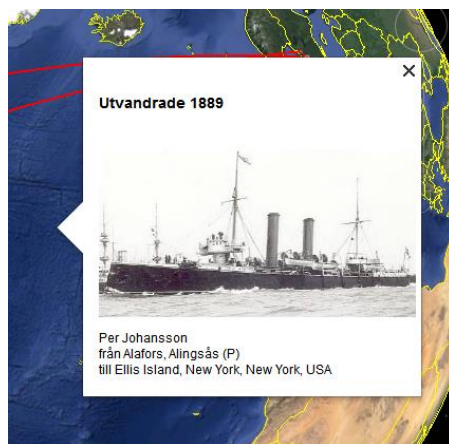 Utvandrade 1889
Per Johansson
från Alafors, Alingsås (P)
till Ellis Island, New York, New York, USA